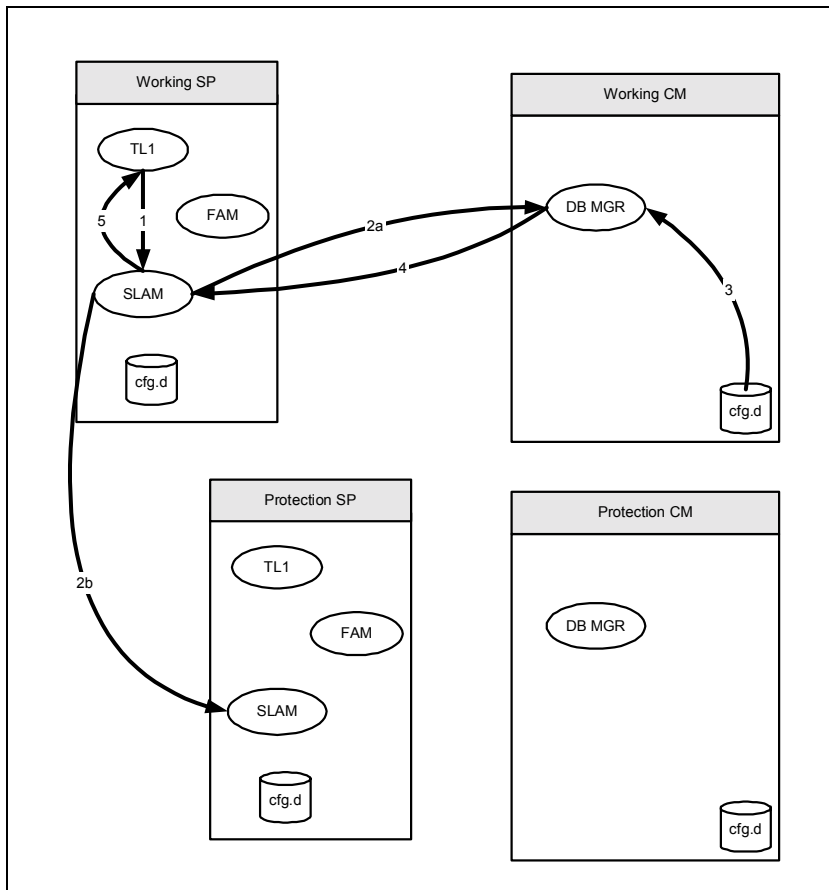 Working SP
TL1
5
1
FAM
SLAM
cfg.d
2a
4
Working CM
DB MGR
3
cfg.d
2b
Protection SP
TL1
FAM
SLAM
cfg.d
Protection CM
DB MGR
cfg.d